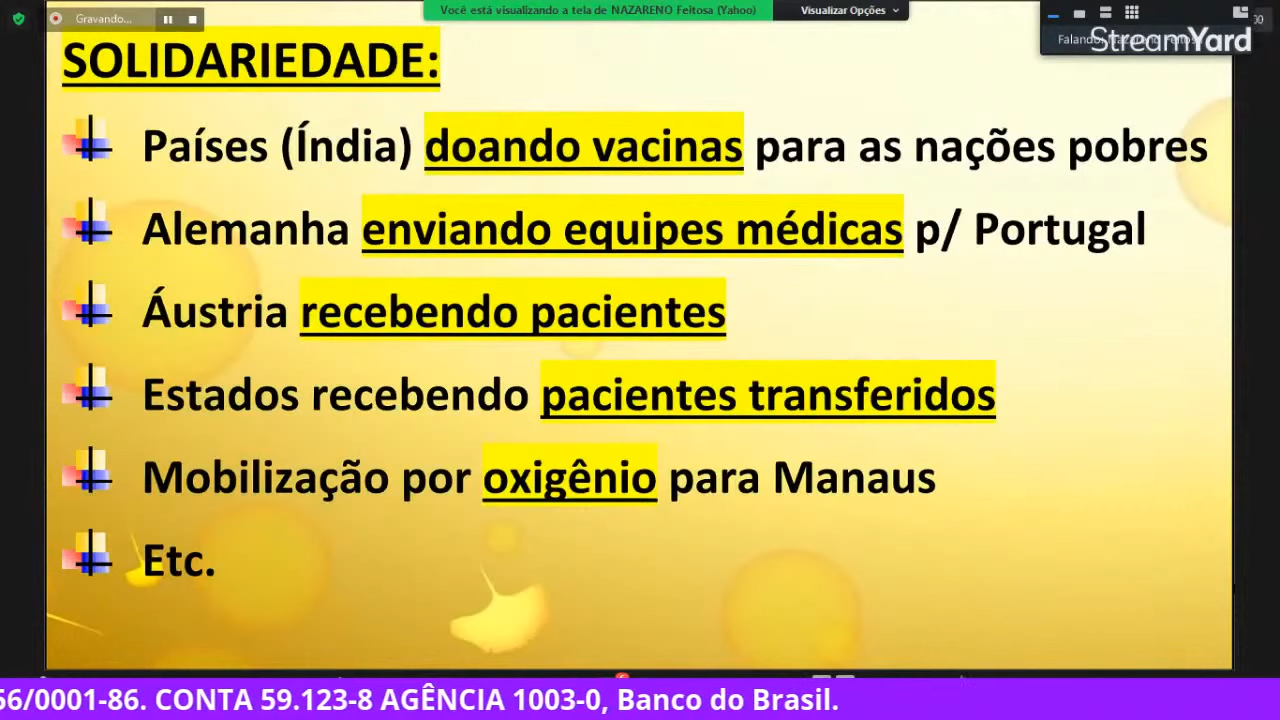 Gravando...
Você está visualizando a tela de NAZARENO Feitosa (Yahoo)
Visualizar Opções
StreamYard
SOLIDARIEDADE:
Países (Índia) doando vacinas para as nações pobres
Alemanha enviando equipes médicas p/ Portugal
Áustria recebendo pacientes
Estados recebendo pacientes transferidos
Mobilização por oxigênio para Manaus
Etc.
56/0001-86. CONTA 59.123-8 AGÊNCIA 1003-0, Banco do Brasil.